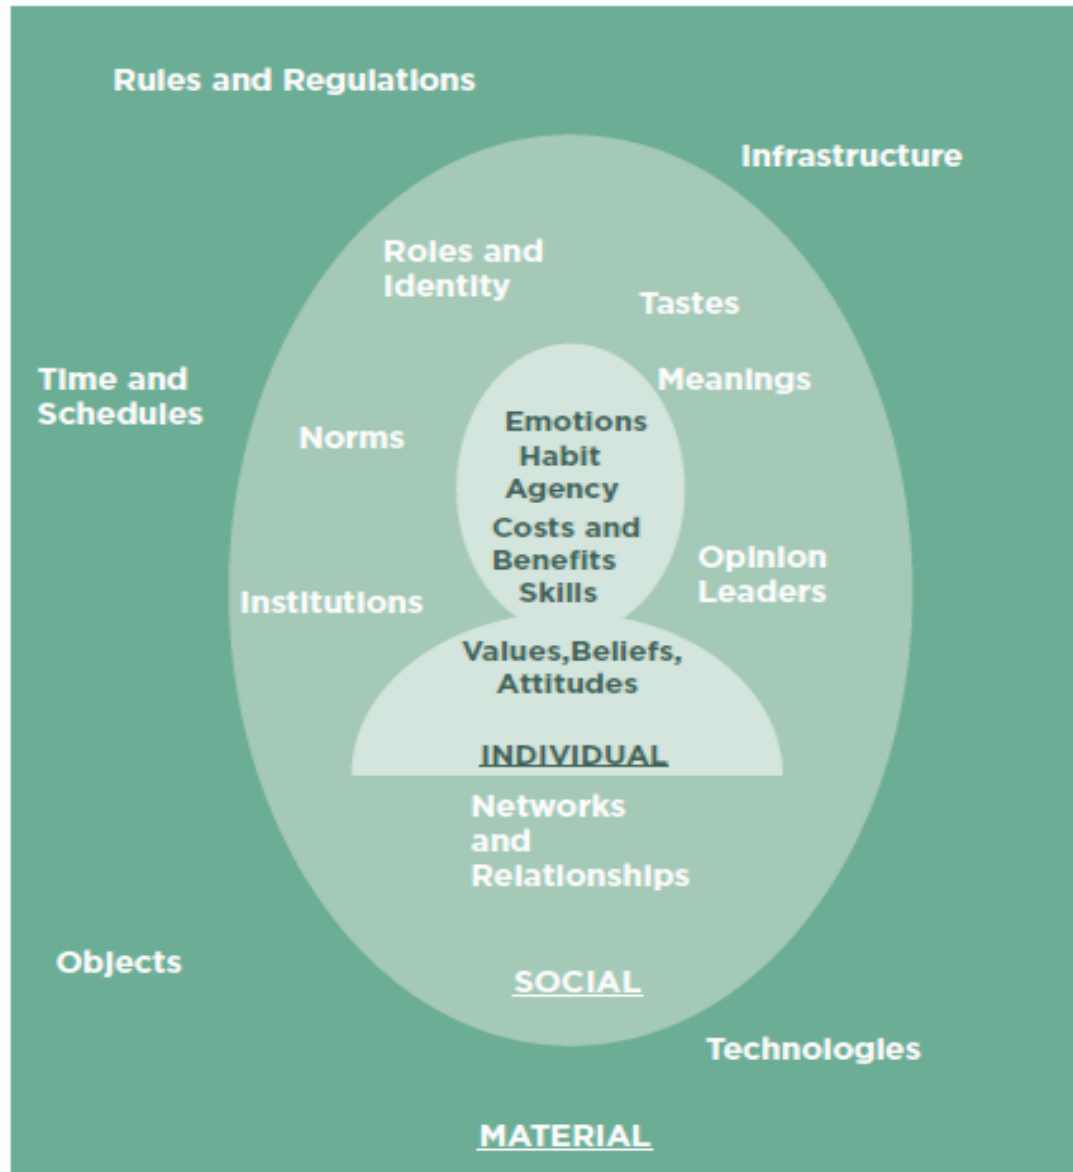 Rules and Regulations
Infrastructure
Roles and
Identity
Tastes
Time and
Schedules
Meanings
Norms
Emotions
Habit
Agency
Costs and
Benefits
Skills
Opinion
Leaders
Institutions
Values,Beliefs,
Attitudes
INDIVIDUAL
Networks
and
Relationships
Objects
SOCIAL
Technologies
MATERIAL